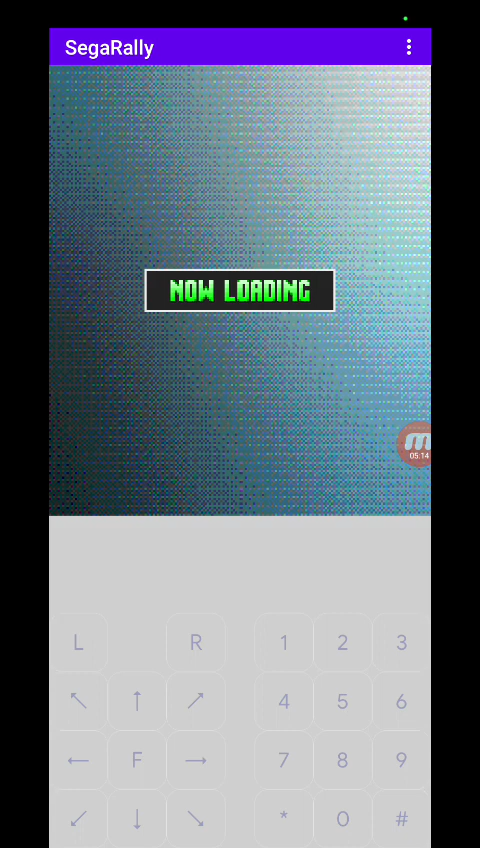 SegaRally
NOW LOADING
05:14
L R 1 2 3
↖ ↑ ↗ 4 5 6
← F → 7 8 9
↙ ↓ ↘ * 0 #